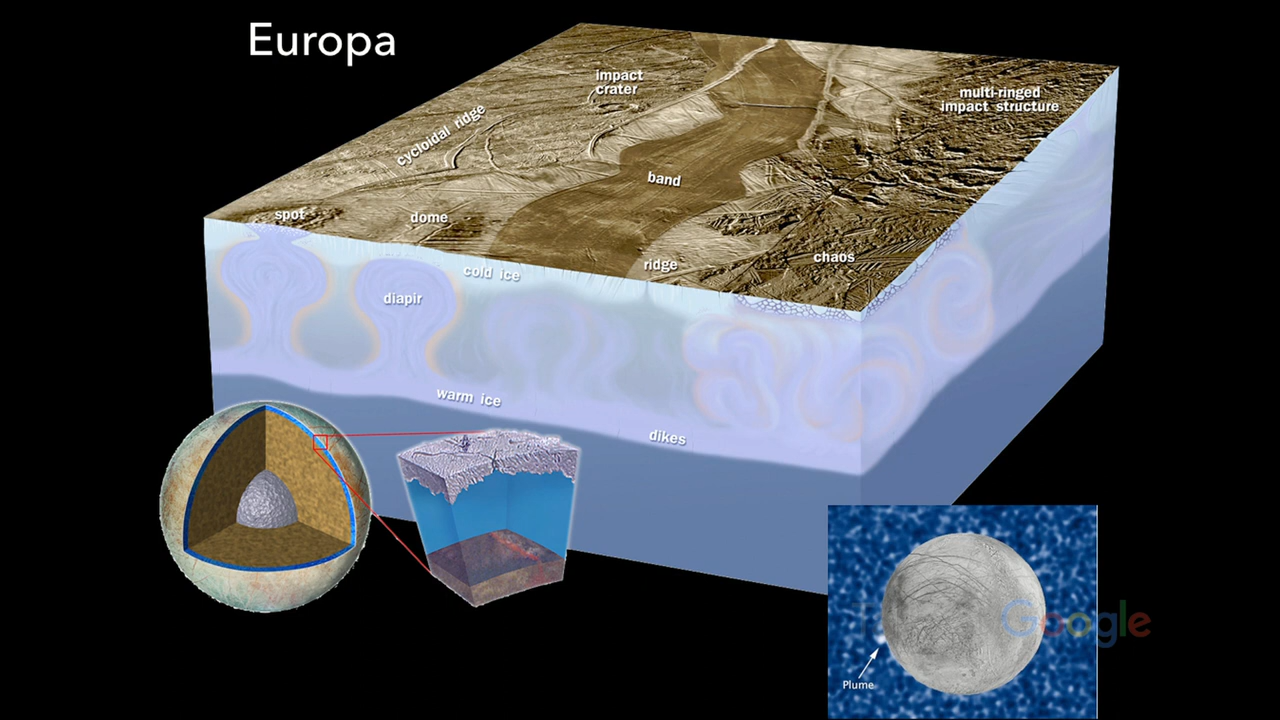 Europa
impact
crater
multi-ringed
impact structure
cycloidal ridge
band
spot
dome
ridge
chaos
cold ice
diapir
warm ice
dikes
Plume
Google